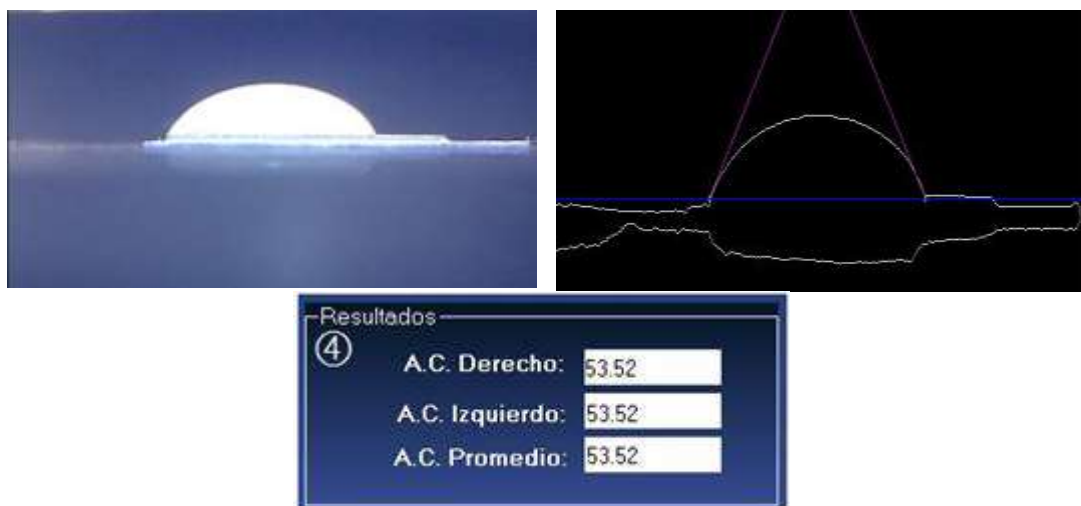 Resultados
④
A.C. Derecho: 53.52
A.C. Izquierdo: 53.52
A.C. Promedio: 53.52